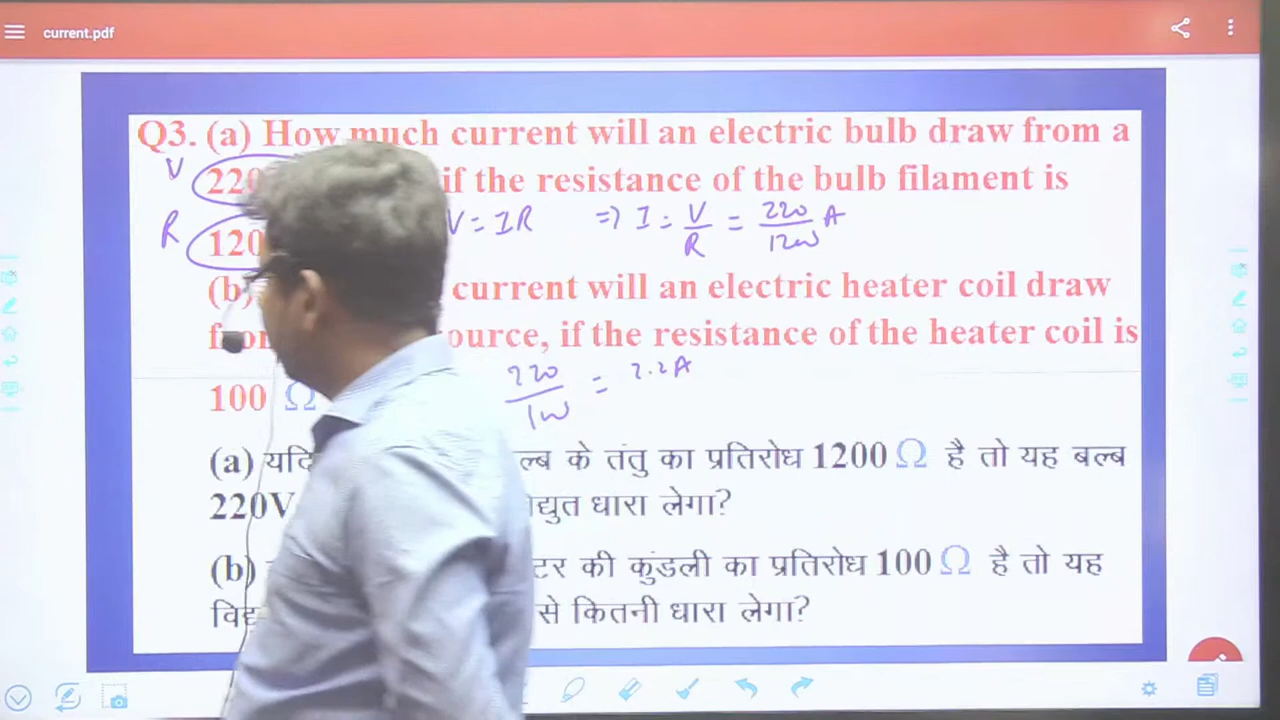 current.pdf
Q3. (a) How much current will an electric bulb draw from a
V 220 if the resistance of the bulb filament is
R 120 V = IR ⇒ I = V/R = 220/1200 A
(b) current will an electric heater coil draw
ource, if the resistance of the heater coil is
100 Ω 220/100 = 2.2A
(a) यदि ल्ब के तंतु का प्रतिरोध 1200 Ω है तो यह बल्ब
220V द्युत धारा लेगा?
(b) टर की कुंडली का प्रतिरोध 100 Ω है तो यह
विद्यु से कितनी धारा लेगा?